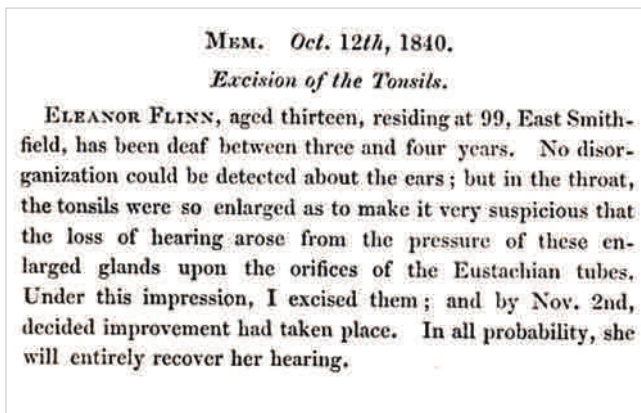 MEM. Oct. 12th, 1840.
Excision of the Tonsils.
ELEANOR FLINN, aged thirteen, residing at 99, East Smith-
field, has been deaf between three and four years. No disor-
ganization could be detected about the ears; but in the throat,
the tonsils were so enlarged as to make it very suspicious that
the loss of hearing arose from the pressure of these en-
larged glands upon the orifices of the Eustachian tubes.
Under this impression, I excised them; and by Nov. 2nd,
decided improvement had taken place. In all probability, she
will entirely recover her hearing.